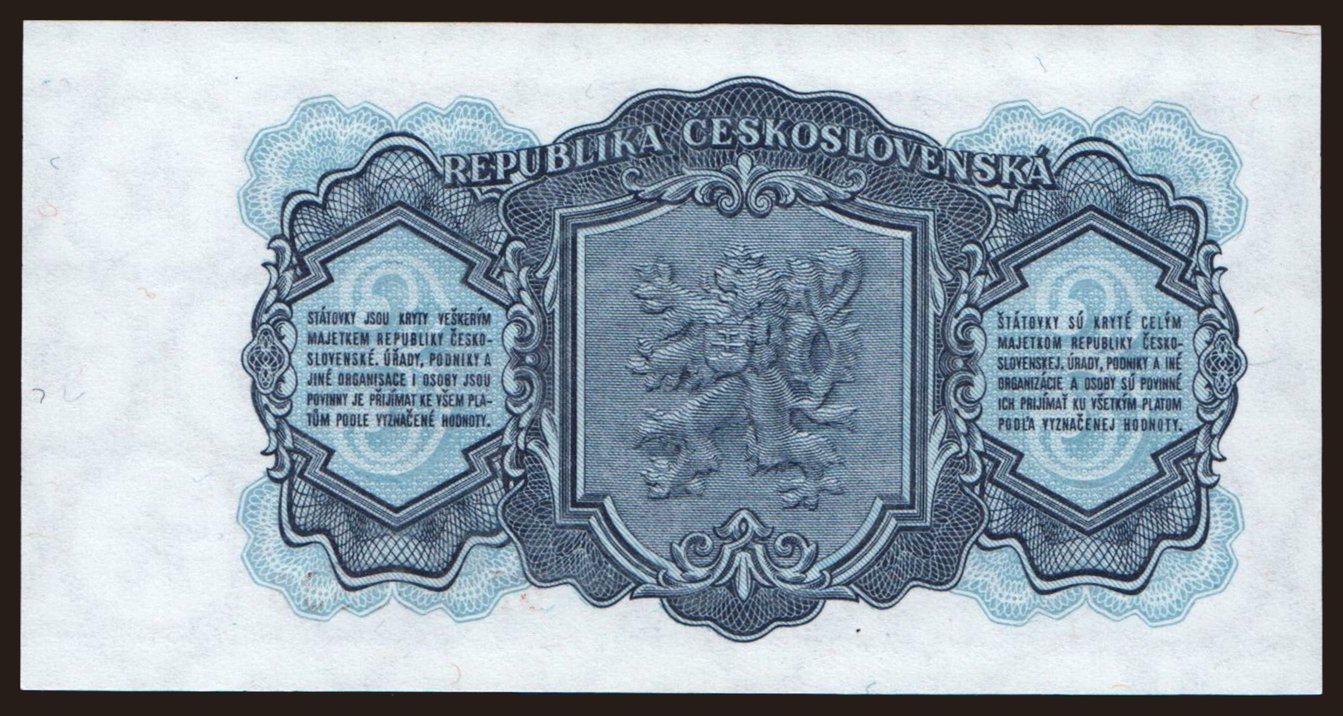 REPUBLIKA ČESKOSLOVENSKÁ
STÁTOVKY JSOU KRYTY VEŠKERÝM
MAJETKEM REPUBLIKY ČESKO-
SLOVENSKÉ. ÚŘADY, PODNIKY A
JINÉ ORGANISACE I OSOBY JSOU
POVINNY JE PŘIJÍMAT KE VŠEM PLA-
TŮM PODLE VYZNAČENÉ HODNOTY.
3
ŠTÁTOVKY SÚ KRYTÉ CELÝM
MAJETKOM REPUBLIKY ČESKO-
SLOVENSKEJ. ÚRADY, PODNIKY A INÉ
ORGANIZÁCIE A OSOBY SÚ POVINNÉ
ICH PRIJÍMAŤ KU VŠETKÝM PLATOM
PODĽA VYZNAČENEJ HODNOTY.
3